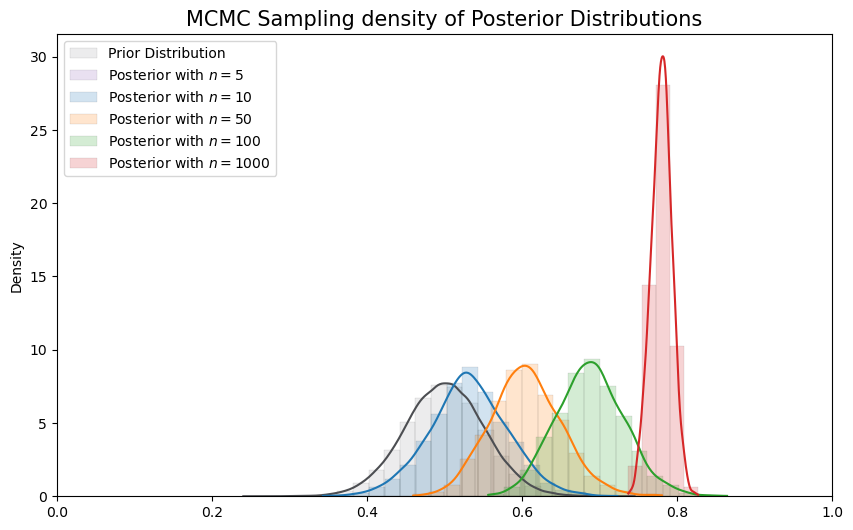 MCMC Sampling density of Posterior Distributions
Prior Distribution
Posterior with n = 5
Posterior with n = 10
Posterior with n = 50
Posterior with n = 100
Posterior with n = 1000
Density
30
25
20
15
10
5
0
0.0 0.2 0.4 0.6 0.8 1.0